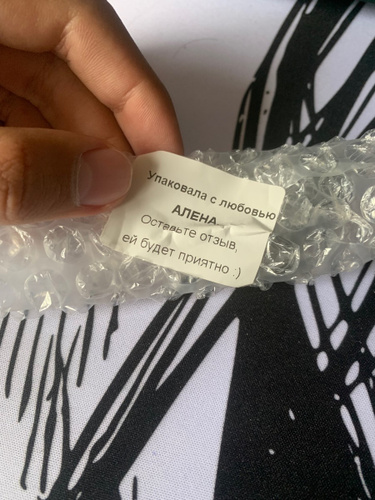 Упаковала с любовью
АЛЕНА
Оставьте отзыв,
ей будет приятно :)